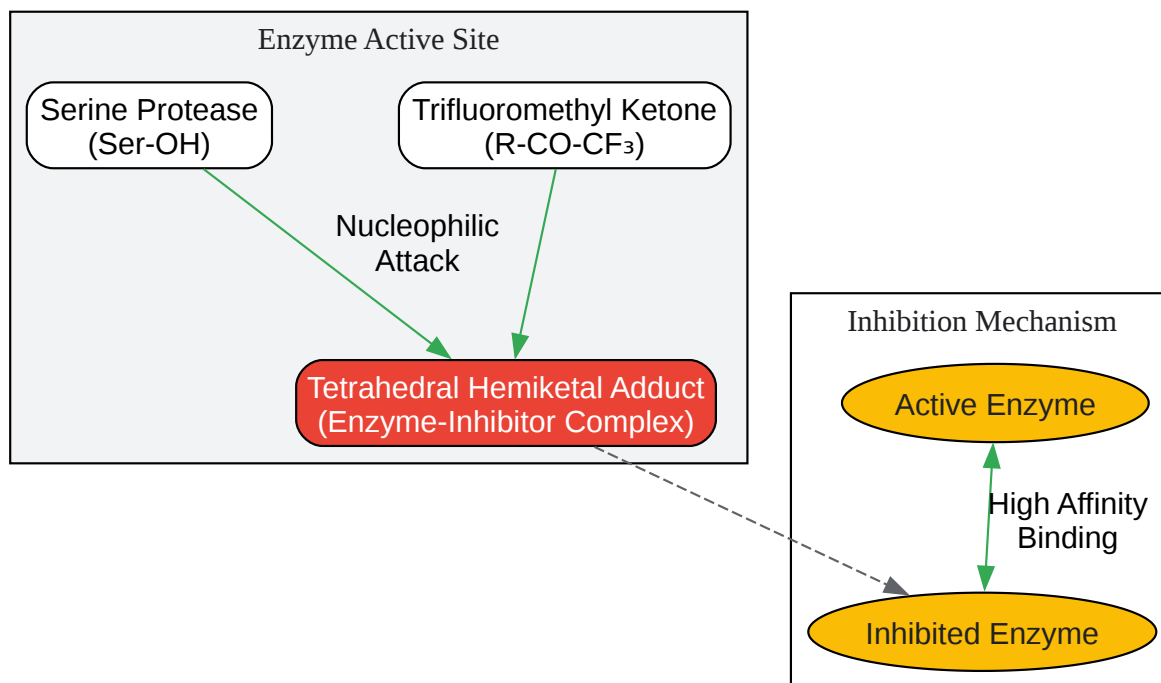 Enzyme Active Site
Serine Protease
(Ser-OH)
Trifluoromethyl Ketone
(R-CO-CF₃)
Nucleophilic
Attack
Tetrahedral Hemiketal Adduct
(Enzyme-Inhibitor Complex)
Inhibition Mechanism
Active Enzyme
High Affinity
Binding
Inhibited Enzyme